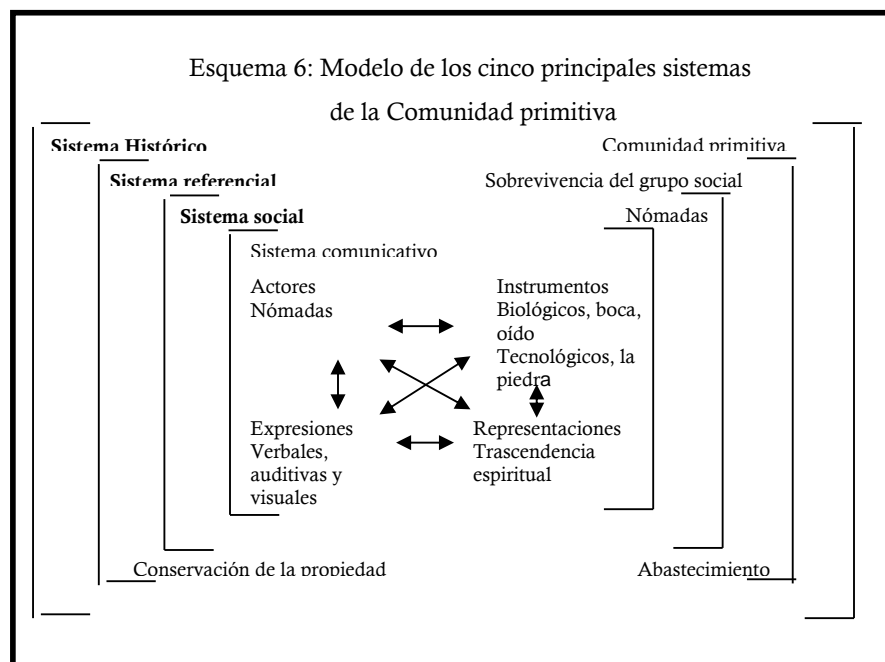 Esquema 6: Modelo de los cinco principales sistemas
de la Comunidad primitiva
Sistema Histórico
Comunidad primitiva
Sistema referencial
Sobrevivencia del grupo social
Sistema social
Nómadas
Sistema comunicativo
Actores
Nómadas
Instrumentos
Biológicos, boca,
oído
Tecnológicos, la
piedra
Expresiones
Verbales,
auditivas y
visuales
Representaciones
Trascendencia
espiritual
Conservación de la propiedad
Abastecimiento